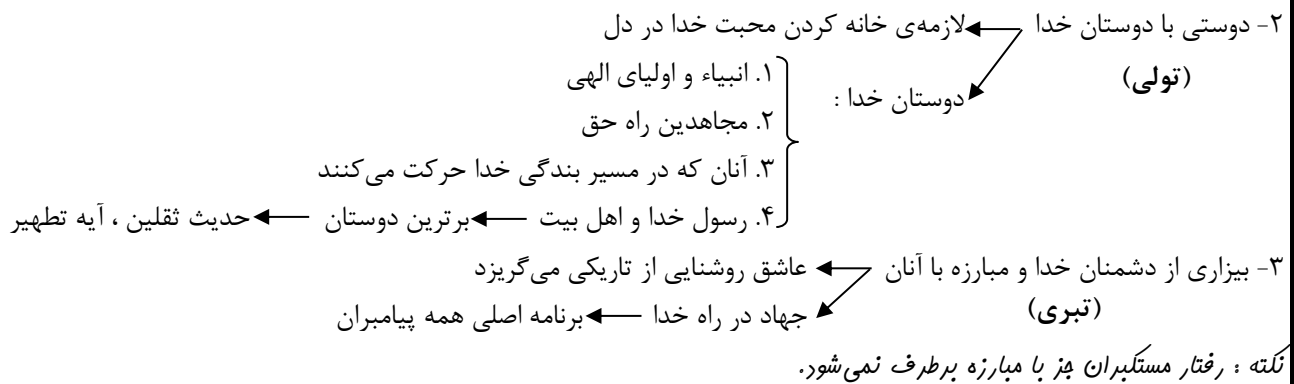 ۲- دوستی با دوستان خدا ← لازمه‌ی خانه کردن محبت خدا در دل
(تولی)
دوستان خدا :
۱. انبیاء و اولیای الهی
۲. مجاهدین راه حق
۳. آنان که در مسیر بندگی خدا حرکت می‌کنند
۴. رسول خدا و اهل بیت ← برترین دوستان ← حدیث ثقلین ، آیه تطهیر
۳- بیزاری از دشمنان خدا و مبارزه با آنان ← عاشق روشنایی از تاریکی می‌گریزد
(تبری)
جهاد در راه خدا ← برنامه اصلی همه پیامبران
نکته : رفتار مستکبران جز با مبارزه برطرف نمی‌شود.